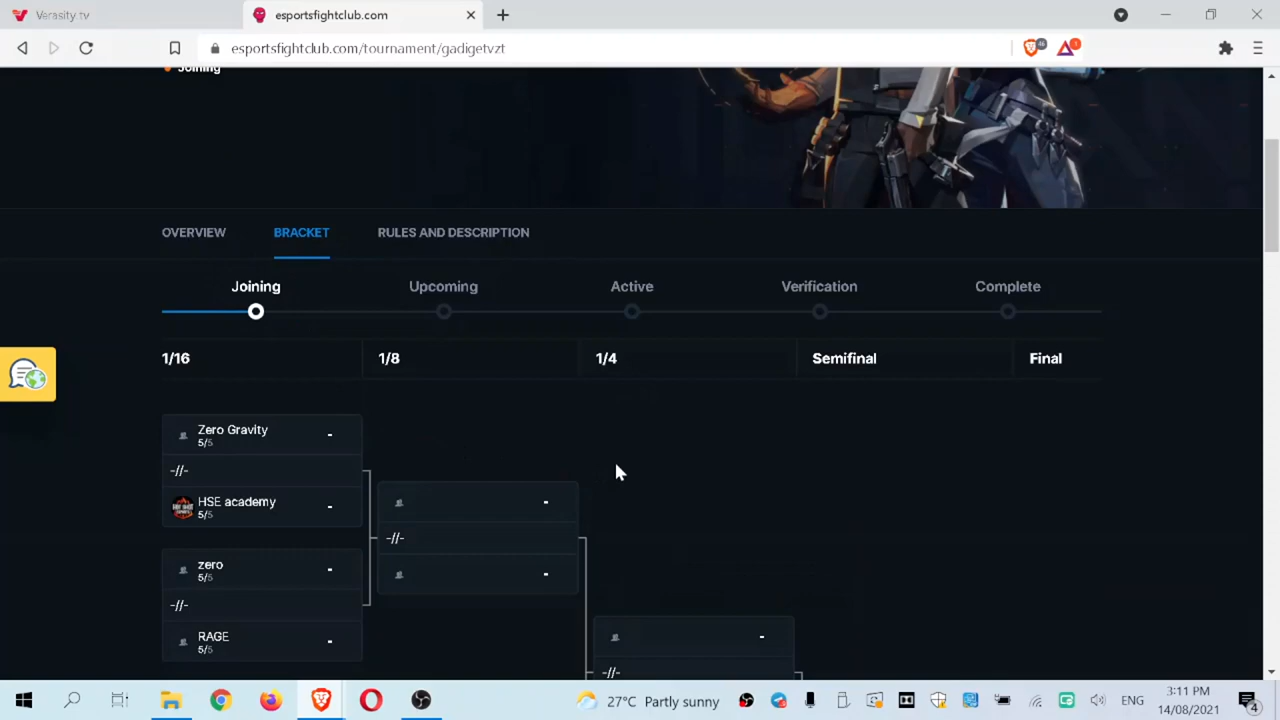 Verasity.tv
esportsfightclub.com
esportsfightclub.com/tournament/gadigetvzt
Joining
OVERVIEW
BRACKET
RULES AND DESCRIPTION
Joining
Upcoming
Active
Verification
Complete
1/16
1/8
1/4
Semifinal
Final
Zero Gravity
5/5
-
-//-
HSE academy
5/5
-
zero
5/5
-
-//-
RAGE
5/5
-
-
-//-
-
-
-//-
27°C Partly sunny
ENG
3:11 PM
14/08/2021
4